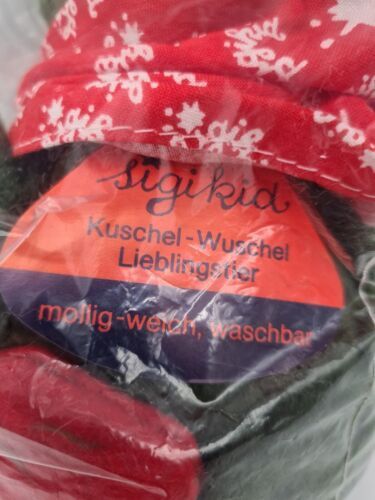 sigikid
Kuschel-Wuschel
Lieblingstier
mollig-weich, waschbar